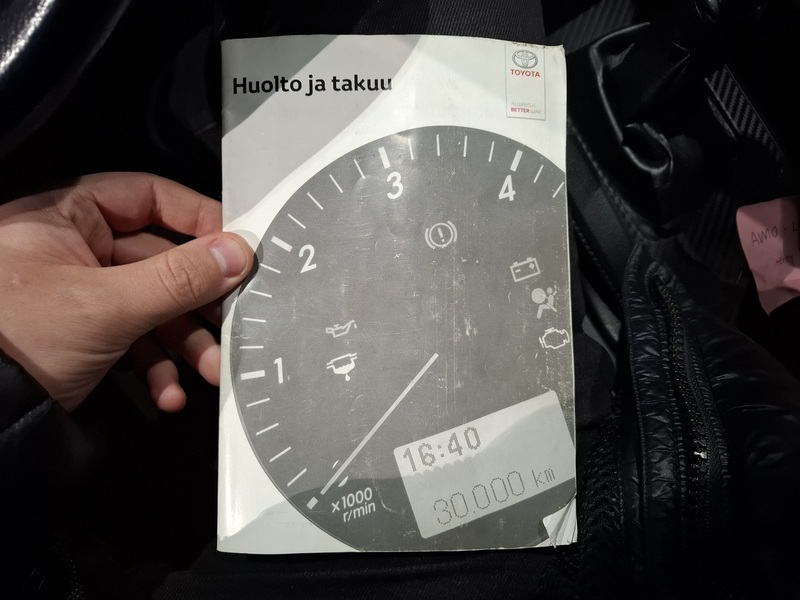 Huolto ja takuu
TOYOTA
ALWAYS A
BETTER WAY
3
4
2
1
16:40
30.000 km
x1000
r/min